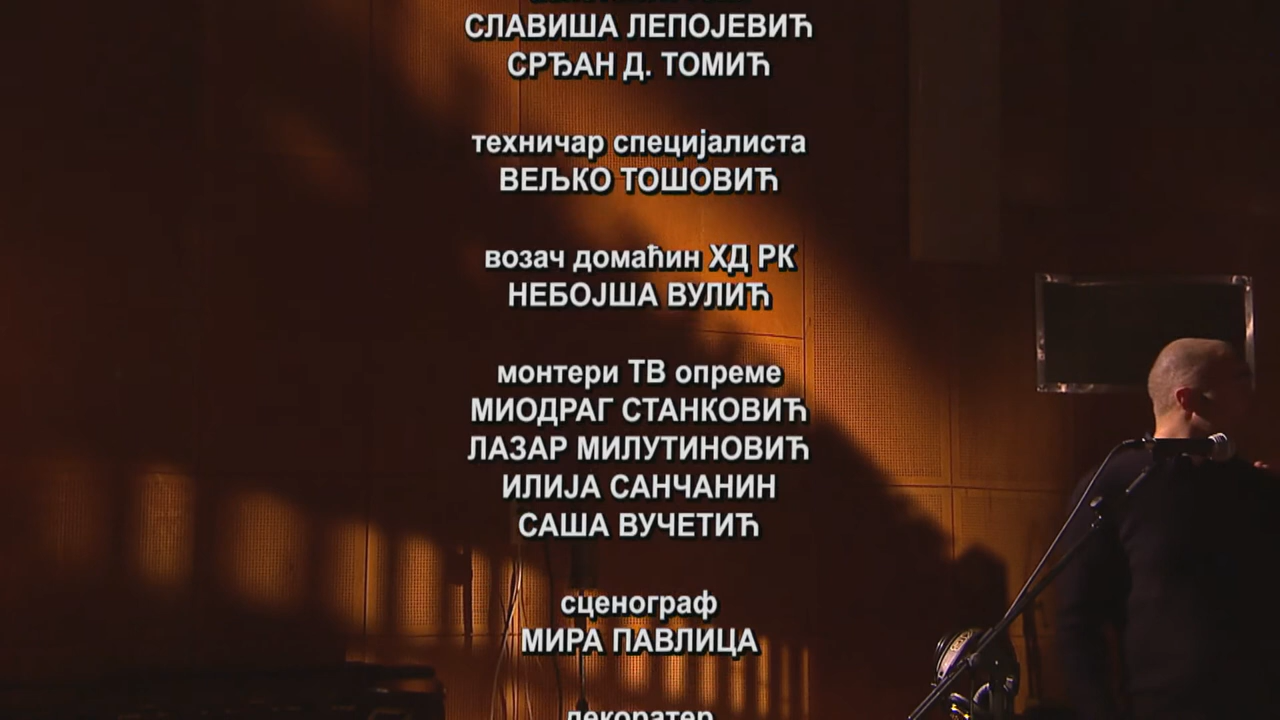 СЛАВИША ЛЕПОЈЕВИЋ
СРЂАН Д. ТОМИЋ
техничар специјалиста
ВЕЉКО ТОШОВИЋ
возач домаћин ХД РК
НЕБОЈША ВУЛИЋ
монтери ТВ опреме
МИОДРАГ СТАНКОВИЋ
ЛАЗАР МИЛУТИНОВИЋ
ИЛИЈА САНЧАНИН
САША ВУЧЕТИЋ
сценограф
МИРА ПАВЛИЦА
декоратер